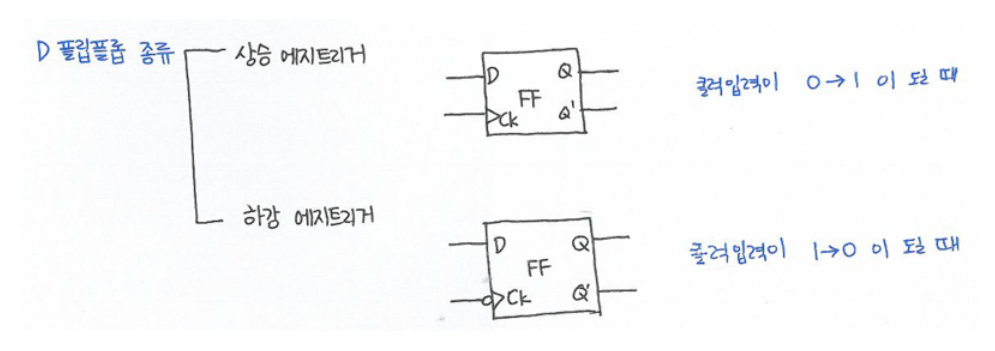 D 플립플롭 종류
상승 에지트리거
D Q
FF
Ck Q'
클럭입력이 0→1 이 될 때
하강 에지트리거
D Q
FF
Ck Q'
클럭입력이 1→0 이 될 때